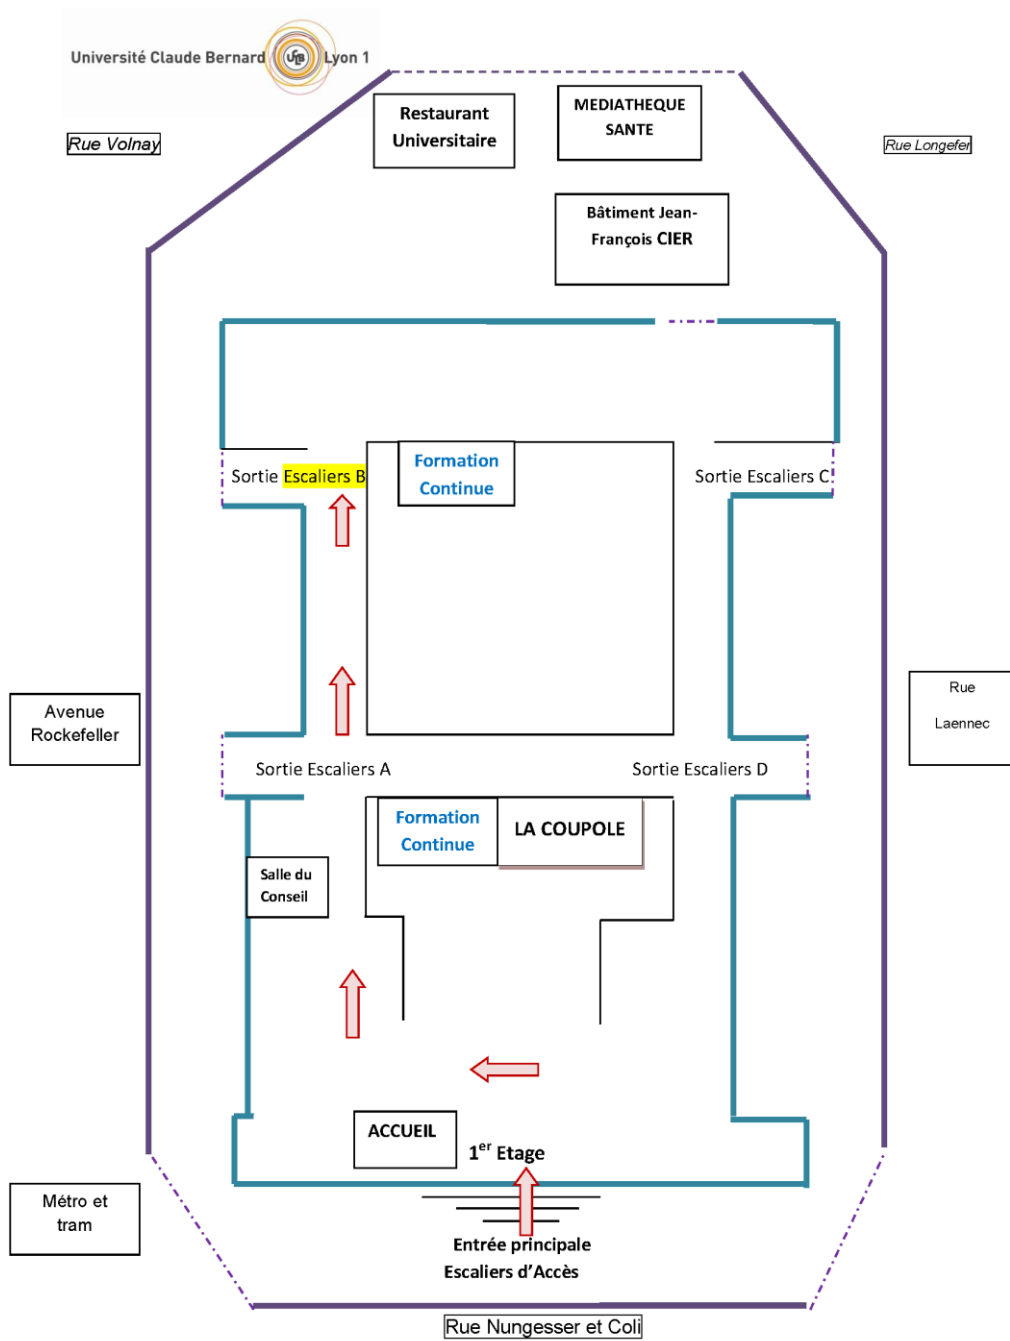 Université Claude Bernard UCLB Lyon 1
Rue Volnay
Restaurant
Universitaire
MEDIATHEQUE
SANTE
Rue Longefer
Bâtiment Jean-
François CIER
Sortie Escaliers B
Formation
Continue
Sortie Escaliers C
Avenue
Rockefeller
Rue
Laennec
Sortie Escaliers A
Sortie Escaliers D
Formation
Continue
LA COUPOLE
Salle du
Conseil
ACCUEIL
1er Etage
Métro et
tram
Entrée principale
Escaliers d'Accès
Rue Nungesser et Coli